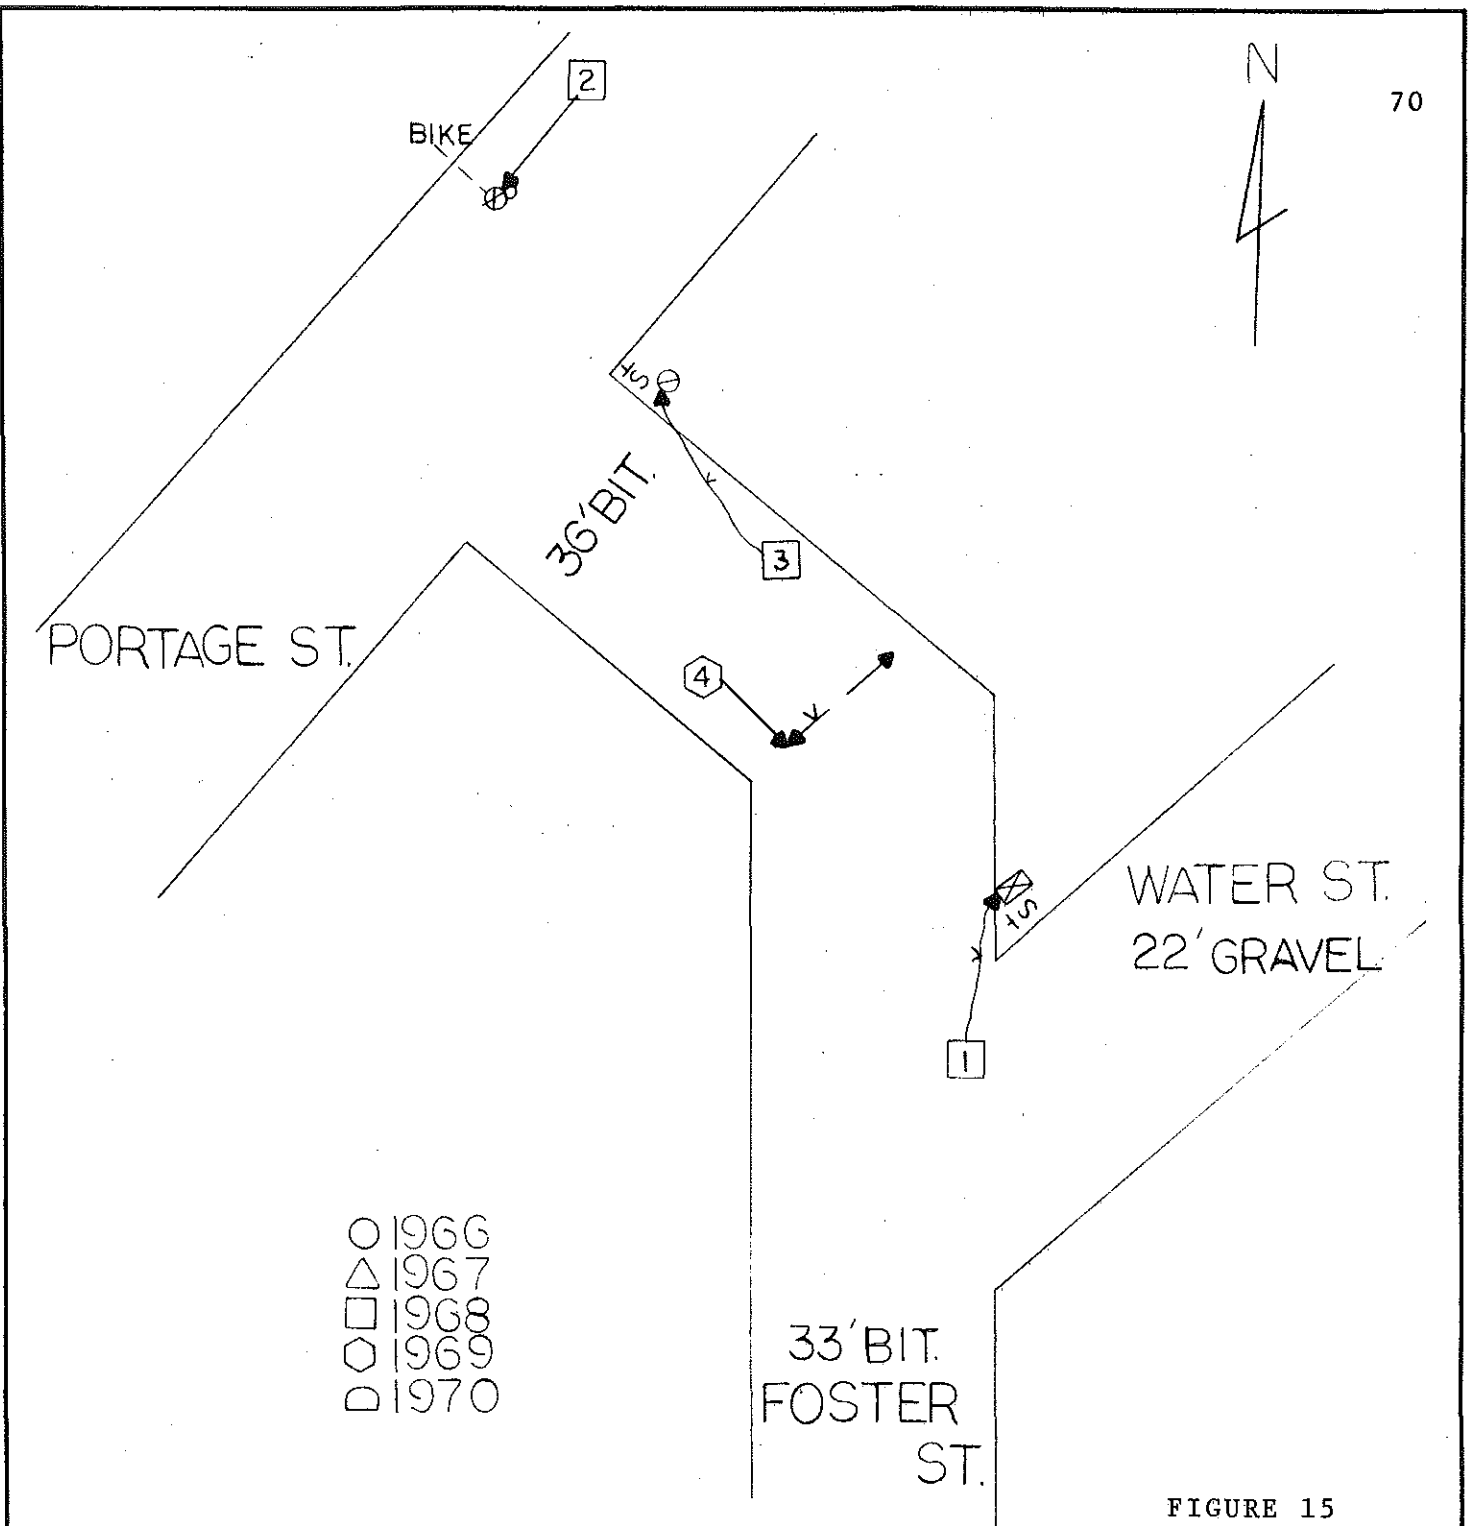 N
70
2
BIKE
ST
36' BIT.
3
PORTAGE ST.
4
WATER ST.
22' GRAVEL
ST
1
1966
1967
1968
1969
1970
33' BIT.
FOSTER
ST.
FIGURE 15